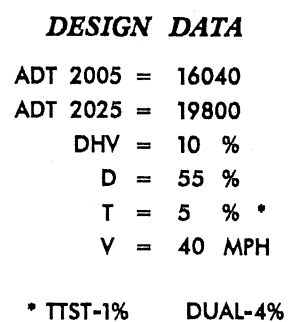 DESIGN DATA
ADT 2005 = 16040
ADT 2025 = 19800
DHV = 10 %
D = 55 %
T = 5 % *
V = 40 MPH
* TTST-1% DUAL-4%